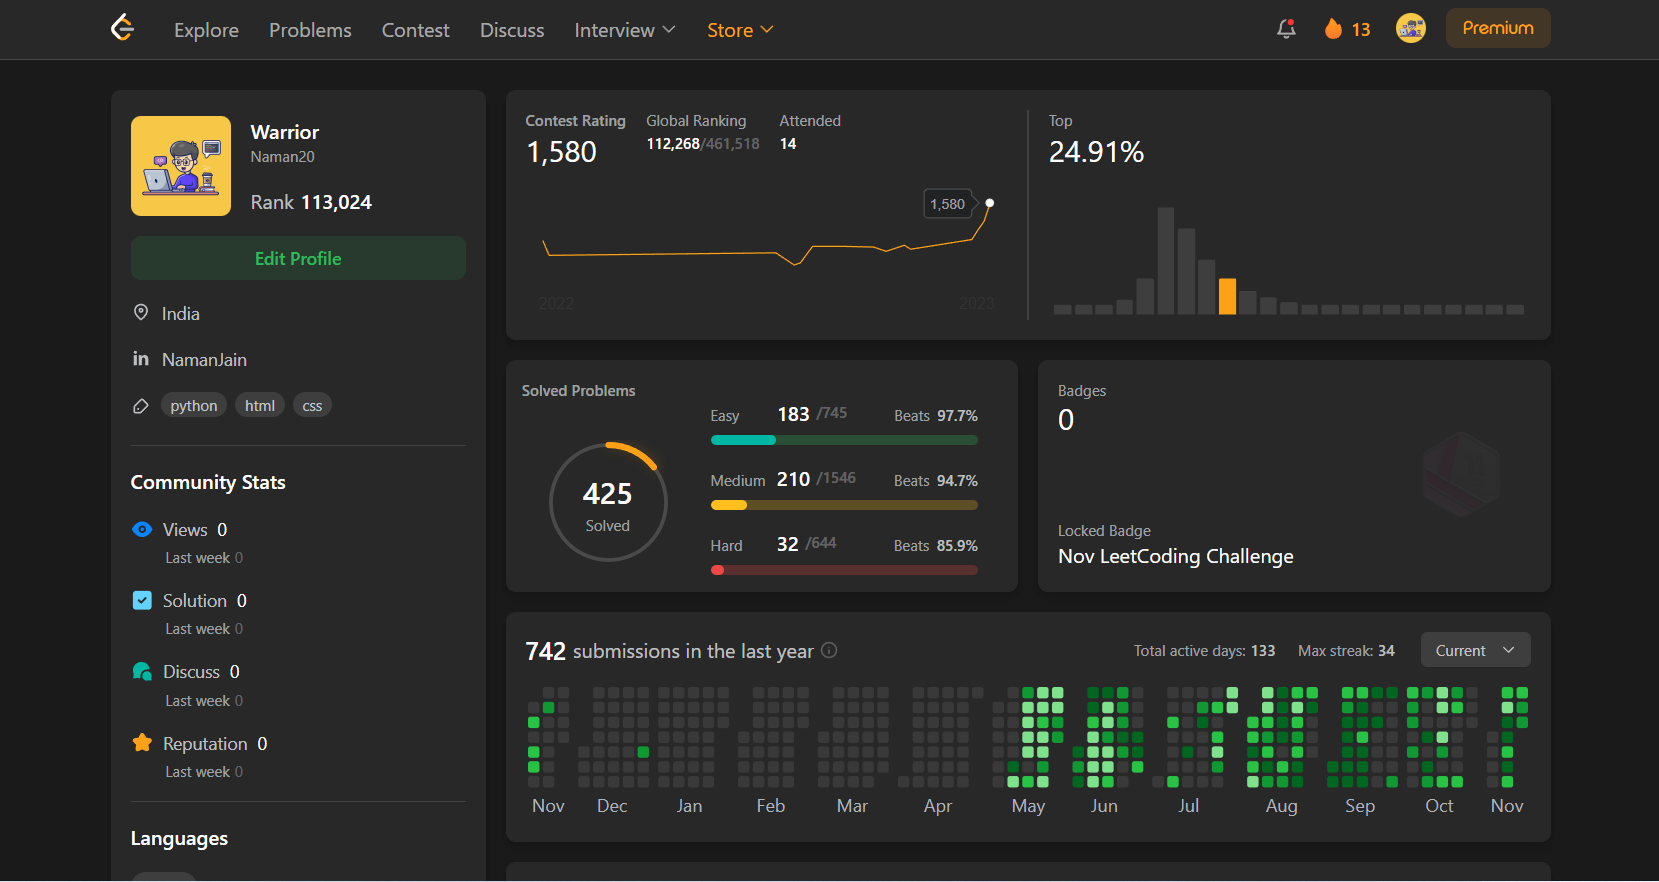 Explore Problems Contest Discuss Interview Store 13 Premium
Warrior
Naman20
Rank 113,024
Edit Profile
India
NamanJain
python html css
Community Stats
Views 0
Last week 0
Solution 0
Last week 0
Discuss 0
Last week 0
Reputation 0
Last week 0
Languages
Contest Rating
1,580
Global Ranking
112,268/461,518
Attended
14
1,580
2022 2023
Top
24.91%
Solved Problems
425
Solved
Easy 183 /745 Beats 97.7%
Medium 210 /1546 Beats 94.7%
Hard 32 /644 Beats 85.9%
Badges
0
Locked Badge
Nov LeetCoding Challenge
742 submissions in the last year Total active days: 133 Max streak: 34 Current
Nov Dec Jan Feb Mar Apr May Jun Jul Aug Sep Oct Nov